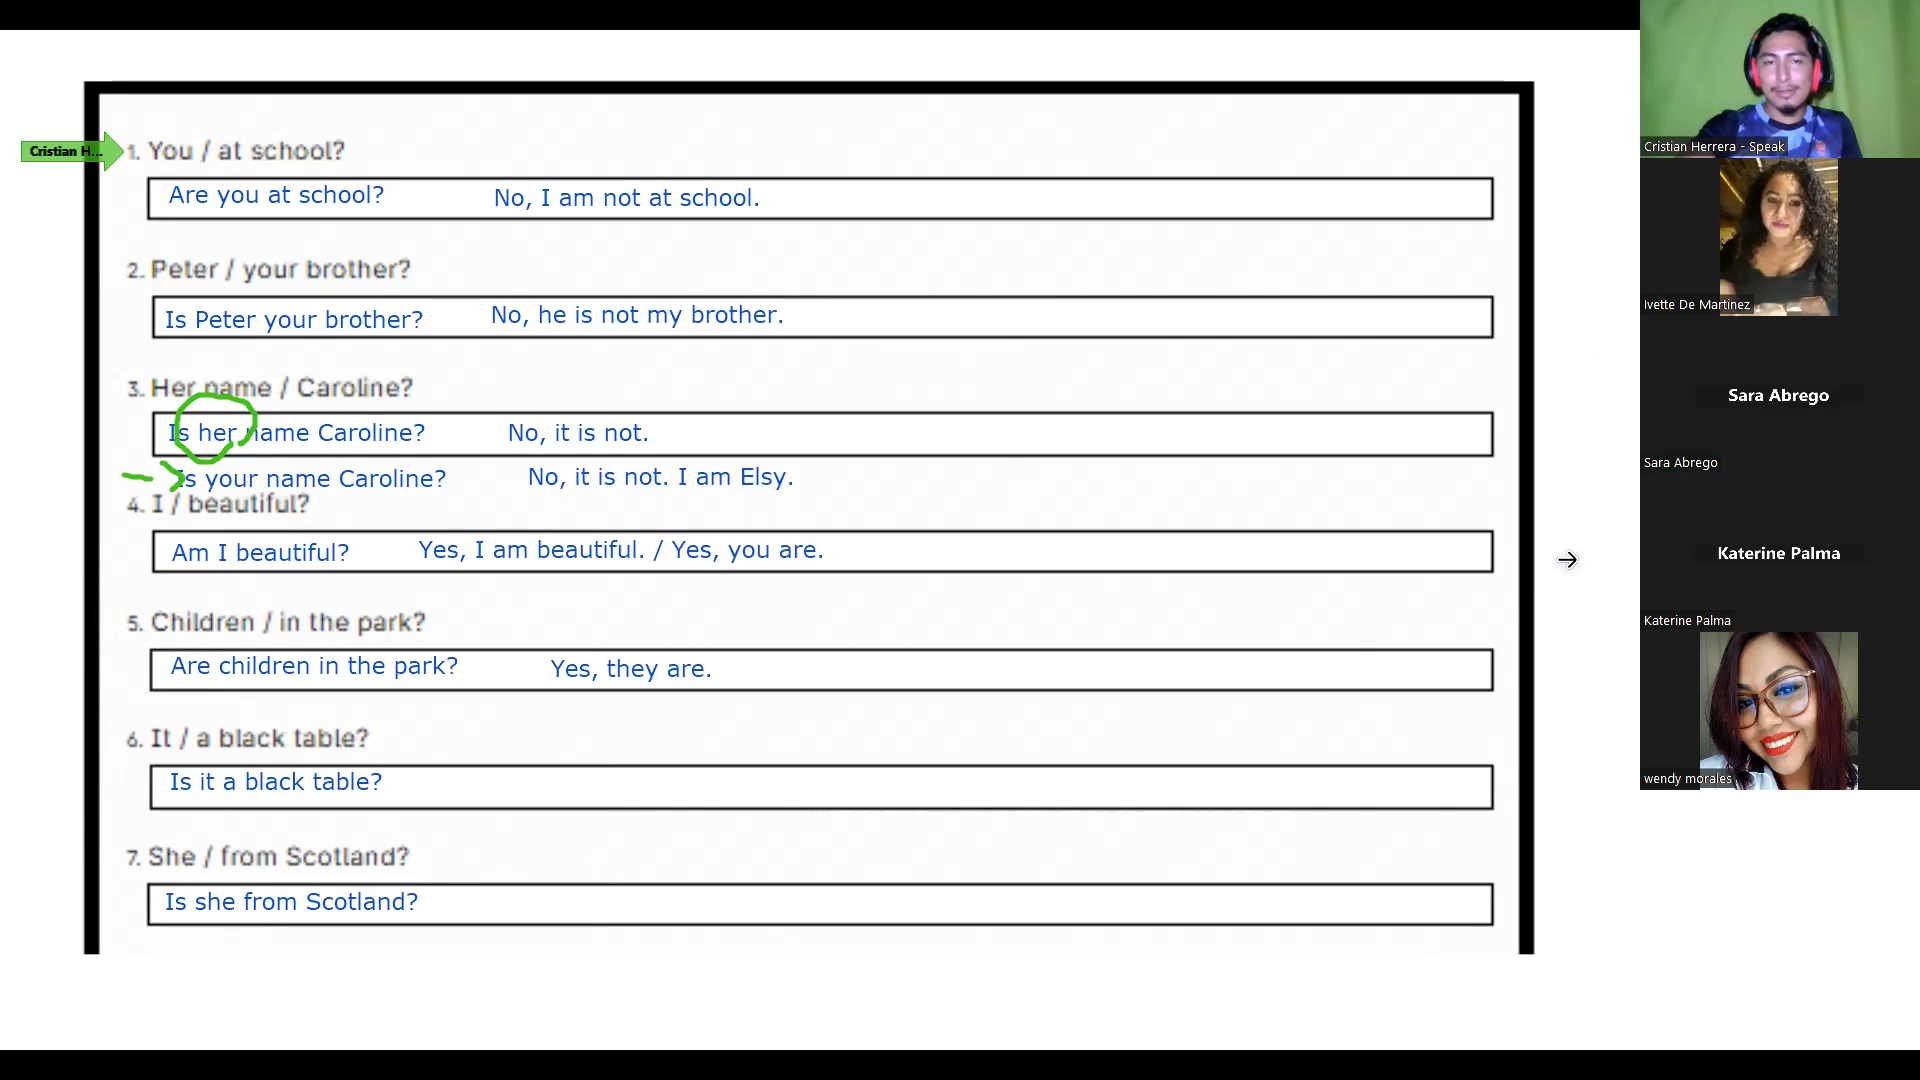 Cristian H...
1. You / at school?
Are you at school? No, I am not at school.
2. Peter / your brother?
Is Peter your brother? No, he is not my brother.
3. Her name / Caroline?
Is her name Caroline? No, it is not.
Is your name Caroline? No, it is not. I am Elsy.
4. I / beautiful?
Am I beautiful? Yes, I am beautiful. / Yes, you are.
5. Children / in the park?
Are children in the park? Yes, they are.
6. It / a black table?
Is it a black table?
7. She / from Scotland?
Is she from Scotland?
Cristian Herrera - Speak
Ivette De Martinez
Sara Abrego
Sara Abrego
Katerine Palma
Katerine Palma
wendy morales